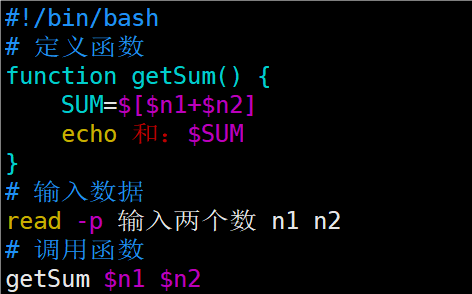 #!/bin/bash
# 定义函数
function getSum() {
    SUM=$[$n1+$n2]
    echo 和：$SUM
}
# 输入数据
read -p 输入两个数 n1 n2
# 调用函数
getSum $n1 $n2